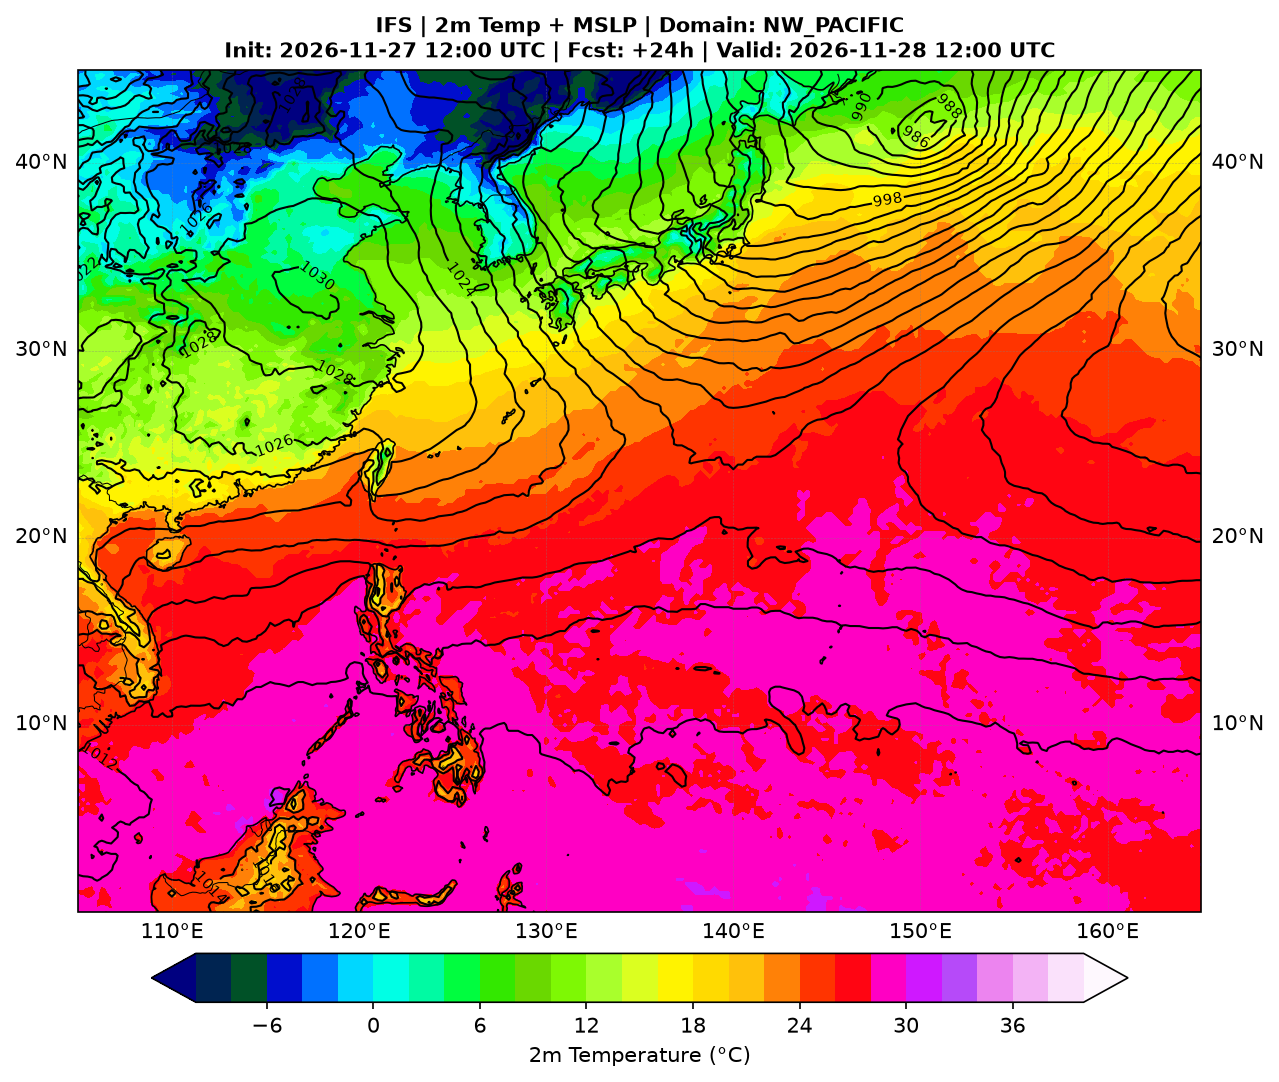 IFS | 2m Temp + MSLP | Domain: NW_PACIFIC
Init: 2026-11-27 12:00 UTC | Fcst: +24h | Valid: 2026-11-28 12:00 UTC
988
990
986
40°N
40°N
998
1026
1030
1024
1028
30°N
30°N
1028
1026
20°N
20°N
10°N
10°N
1012
1014
110°E
120°E
130°E
140°E
150°E
160°E
−6
0
6
12
18
24
30
36
2m Temperature (°C)